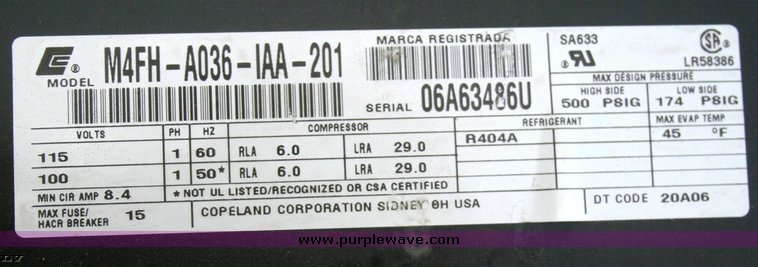 MODEL M4FH-A036-IAA-201
MARCA REGISTRADA
SERIAL 06A63486U
SA633
LR58386
MAX DESIGN PRESSURE
HIGH SIDE LOW SIDE
500 PSIG 174 PSIG
VOLTS PH HZ COMPRESSOR REFRIGERANT MAX EVAP TEMP
115 1 60 RLA 6.0 LRA 29.0 R404A 45 °F
100 1 50* RLA 6.0 LRA 29.0
MIN CIR AMP 8.4 * NOT UL LISTED/RECOGNIZED OR CSA CERTIFIED
MAX FUSE/
HACR BREAKER 15 COPELAND CORPORATION SIDNEY OH USA DT CODE 20A06
www.purplewave.com